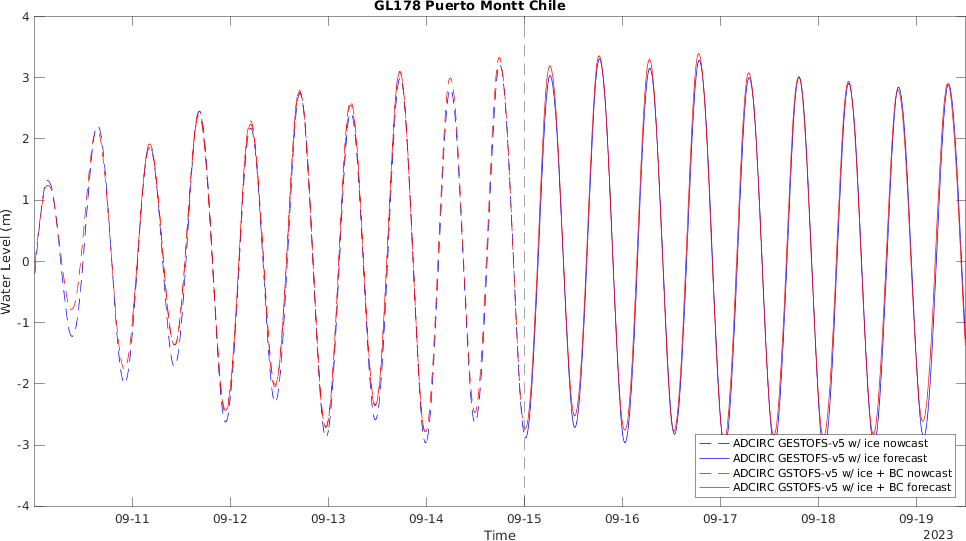 GL178 Puerto Montt Chile
4
3
2
1
0
-1
-2
-3
-4
Water Level (m)
ADCIRC GESTOFS-v5 w/ ice nowcast
ADCIRC GESTOFS-v5 w/ ice forecast
ADCIRC GSTOFS-v5 w/ ice + BC nowcast
ADCIRC GSTOFS-v5 w/ ice + BC forecast
09-11 09-12 09-13 09-14 09-15 09-16 09-17 09-18 09-19
Time
2023